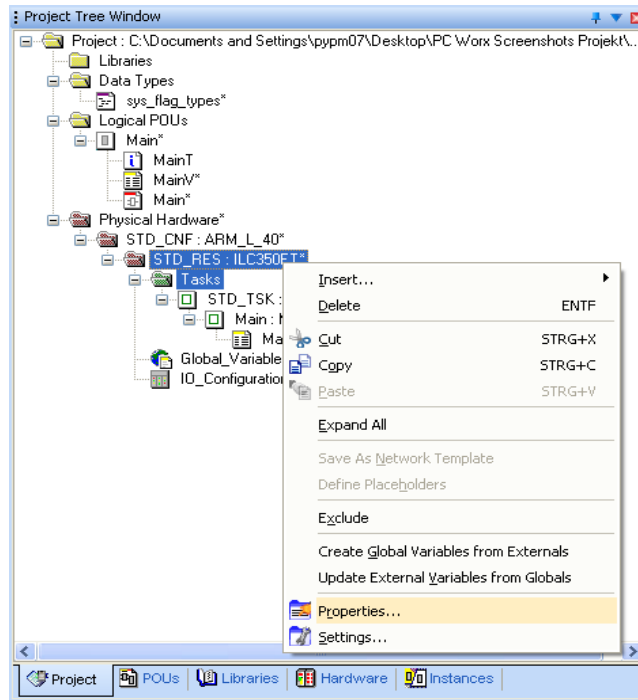 Project Tree Window
Project : C:\Documents and Settings\pypm07\Desktop\PC Worx Screenshots Projekt\...
Libraries
Data Types
sys_flag_types*
Logical POUs
Main*
MainT
MainV*
Main*
Physical Hardware*
STD_CNF : ARM_L_40*
STD_RES : ILC350ET*
Tasks
STD_TSK :
Main :
Ma
Global_Variable
IO_Configuration
Insert...
Delete ENTF
Cut STRG+X
Copy STRG+C
Paste STRG+V
Expand All
Save As Network Template
Define Placeholders
Exclude
Create Global Variables from Externals
Update External Variables from Globals
Properties...
Settings...
Project POUs Libraries Hardware Instances